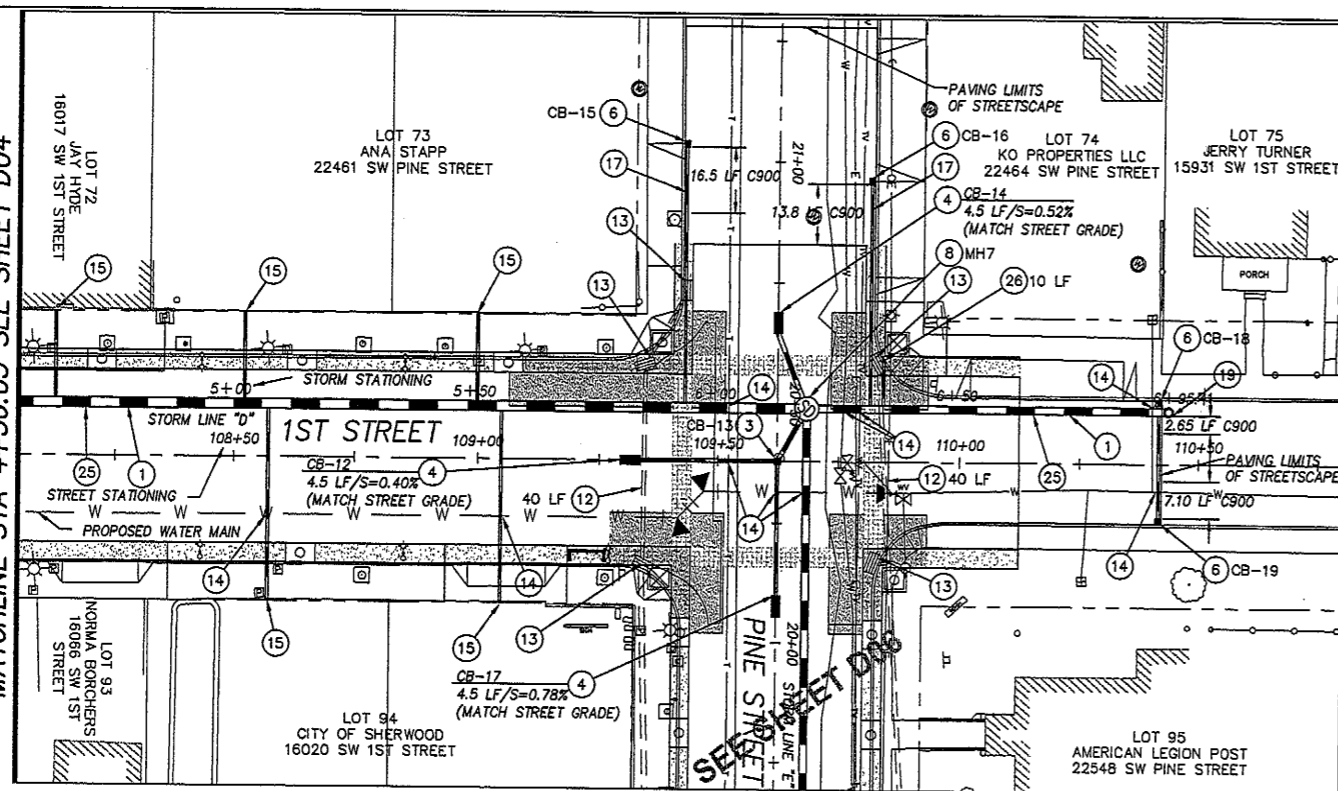 MATCHLINE STA 4+50.05 SEE SHEET D04
LOT 72
JAY HYDE
16017 SW 1ST STREET
LOT 73
ANA STAPP
22461 SW PINE STREET
CB-15 6
17
16.5 LF C900
13
21+00
13.8 LF C900
PAVING LIMITS
OF STREETSCAPE
6 CB-16
17
LOT 74
KO PROPERTIES LLC
22464 SW PINE STREET
LOT 75
JERRY TURNER
15931 SW 1ST STREET
4 CB-14
4.5 LF/S=0.52%
(MATCH STREET GRADE)
8 MH7
13
26 10 LF
PORCH
15
15
15
13
6 CB-18
19
14
5+00
STORM STATIONING
5+50
6+00
14
6+50
STORM LINE "D"
108+50
1ST STREET
109+00
CB-13 3
109+50
14
110+00
25
1
2.65 LF C900
110+50
PAVING LIMITS
OF STREETSCAPE
7.10 LF C900
25
1
STREET STATIONING
PROPOSED WATER MAIN
W W W W W W W
CB-12 4
4.5 LF/S=0.40%
(MATCH STREET GRADE)
40 LF 12
12 40 LF
14
14
14
14
13
6 CB-19
15
15
13
LOT 93
NORMA BORCHERS
16066 SW 1ST
STREET
CB-17 4
4.5 LF/S=0.78%
(MATCH STREET GRADE)
LOT 94
CITY OF SHERWOOD
16020 SW 1ST STREET
PINE STREET
20+00
STORM LINE "E"
SEE SHEET D06
LOT 95
AMERICAN LEGION POST
22548 SW PINE STREET